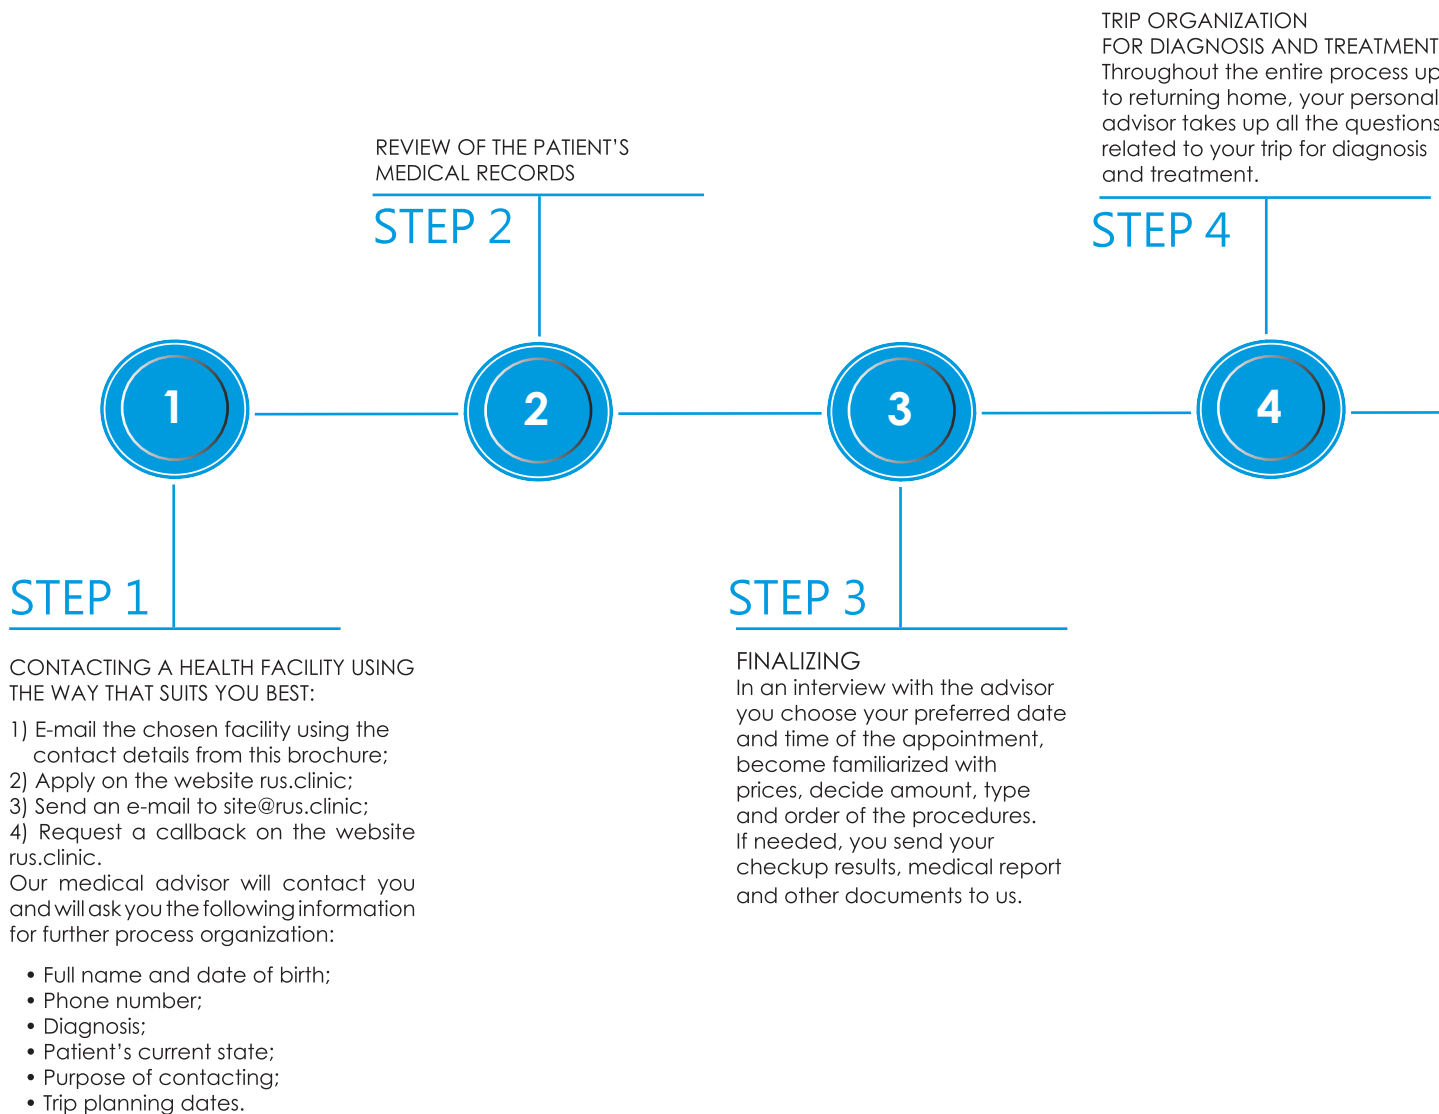 STEP 1
1
CONTACTING A HEALTH FACILITY USING
THE WAY THAT SUITS YOU BEST:
1) E-mail the chosen facility using the
contact details from this brochure;
2) Apply on the website rus.clinic;
3) Send an e-mail to site@rus.clinic;
4) Request a callback on the website
rus.clinic.
Our medical advisor will contact you
and will ask you the following information
for further process organization:
• Full name and date of birth;
• Phone number;
• Diagnosis;
• Patient’s current state;
• Purpose of contacting;
• Trip planning dates.
REVIEW OF THE PATIENT’S
MEDICAL RECORDS
STEP 2
2
3
STEP 3
FINALIZING
In an interview with the advisor
you choose your preferred date
and time of the appointment,
become familiarized with
prices, decide amount, type
and order of the procedures.
If needed, you send your
checkup results, medical report
and other documents to us.
TRIP ORGANIZATION
FOR DIAGNOSIS AND TREATMENT
Throughout the entire process up
to returning home, your personal
advisor takes up all the questions
related to your trip for diagnosis
and treatment.
STEP 4
4